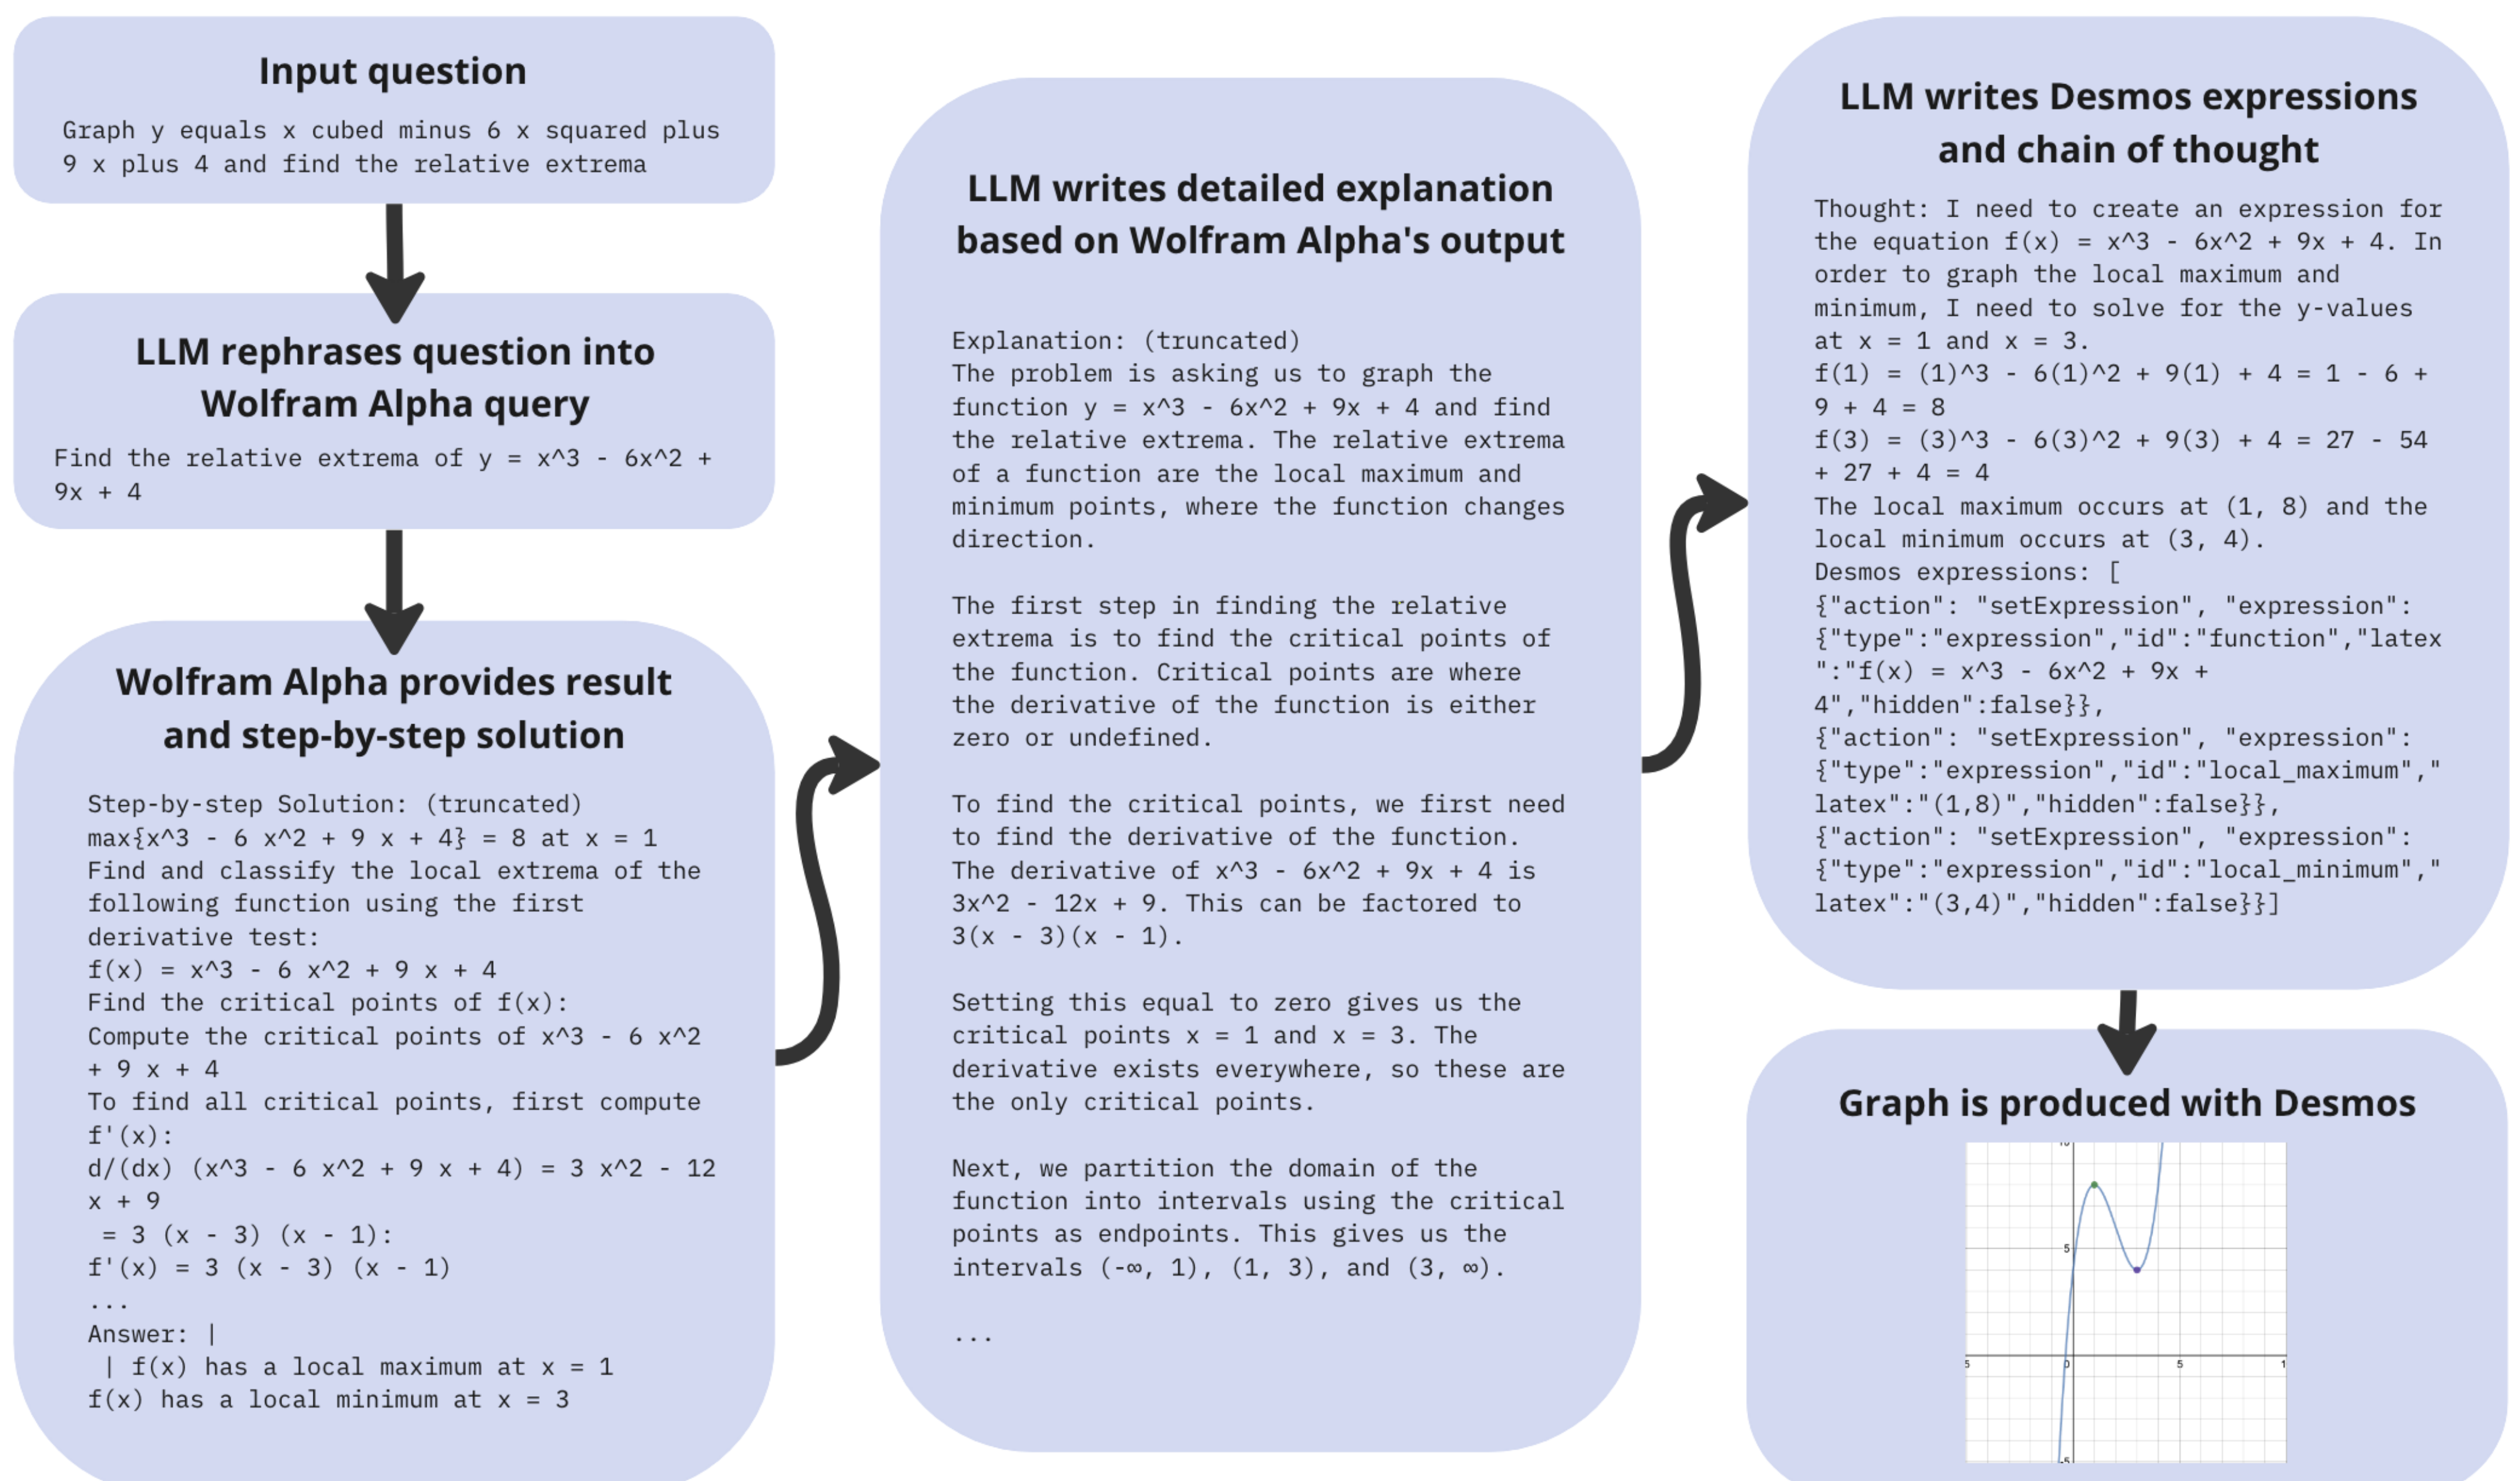 Input question
Graph y equals x cubed minus 6 x squared plus
9 x plus 4 and find the relative extrema
LLM rephrases question into
Wolfram Alpha query
Find the relative extrema of y = x^3 - 6x^2 +
9x + 4
Wolfram Alpha provides result
and step-by-step solution
Step-by-step Solution: (truncated)
max{x^3 - 6 x^2 + 9 x + 4} = 8 at x = 1
Find and classify the local extrema of the
following function using the first
derivative test:
f(x) = x^3 - 6 x^2 + 9 x + 4
Find the critical points of f(x):
Compute the critical points of x^3 - 6 x^2
+ 9 x + 4
To find all critical points, first compute
f'(x):
d/(dx) (x^3 - 6 x^2 + 9 x + 4) = 3 x^2 - 12
x + 9
 = 3 (x - 3) (x - 1):
f'(x) = 3 (x - 3) (x - 1)
...
Answer: |
 | f(x) has a local maximum at x = 1
f(x) has a local minimum at x = 3
LLM writes detailed explanation
based on Wolfram Alpha's output
Explanation: (truncated)
The problem is asking us to graph the
function y = x^3 - 6x^2 + 9x + 4 and find
the relative extrema. The relative extrema
of a function are the local maximum and
minimum points, where the function changes
direction.
The first step in finding the relative
extrema is to find the critical points of
the function. Critical points are where
the derivative of the function is either
zero or undefined.
To find the critical points, we first need
to find the derivative of the function.
The derivative of x^3 - 6x^2 + 9x + 4 is
3x^2 - 12x + 9. This can be factored to
3(x - 3)(x - 1).
Setting this equal to zero gives us the
critical points x = 1 and x = 3. The
derivative exists everywhere, so these are
the only critical points.
Next, we partition the domain of the
function into intervals using the critical
points as endpoints. This gives us the
intervals (-∞, 1), (1, 3), and (3, ∞).
...
LLM writes Desmos expressions
and chain of thought
Thought: I need to create an expression for
the equation f(x) = x^3 - 6x^2 + 9x + 4. In
order to graph the local maximum and
minimum, I need to solve for the y-values
at x = 1 and x = 3.
f(1) = (1)^3 - 6(1)^2 + 9(1) + 4 = 1 - 6 +
9 + 4 = 8
f(3) = (3)^3 - 6(3)^2 + 9(3) + 4 = 27 - 54
+ 27 + 4 = 4
The local maximum occurs at (1, 8) and the
local minimum occurs at (3, 4).
Desmos expressions: [
{"action": "setExpression", "expression":
{"type":"expression","id":"function","latex
":"f(x) = x^3 - 6x^2 + 9x +
4","hidden":false}},
{"action": "setExpression", "expression":
{"type":"expression","id":"local_maximum","
latex":"(1,8)","hidden":false}},
{"action": "setExpression", "expression":
{"type":"expression","id":"local_minimum","
latex":"(3,4)","hidden":false}}]
Graph is produced with Desmos
10
5
5 0 5 1
-5